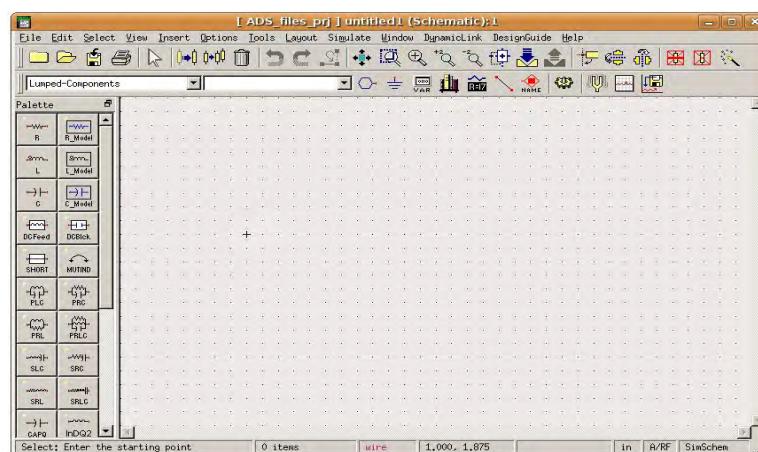 [ ADS_files_prj ] untitled1 (Schematic):1
File Edit Select View Insert Options Tools Layout Simulate Window DynamicLink DesignGuide Help
Lumped-Components
VAR
NAME
Palette
R R_Model
L L_Model
C C_Model
DCFeed DCBlck
SHORT MUTIND
PLC PRC
PRL PRLC
SLC SRC
SRL SRLC
CAPQ InDQ2
Select: Enter the starting point 0 items wire 1.000, 1.875 in A/RF SimSchem